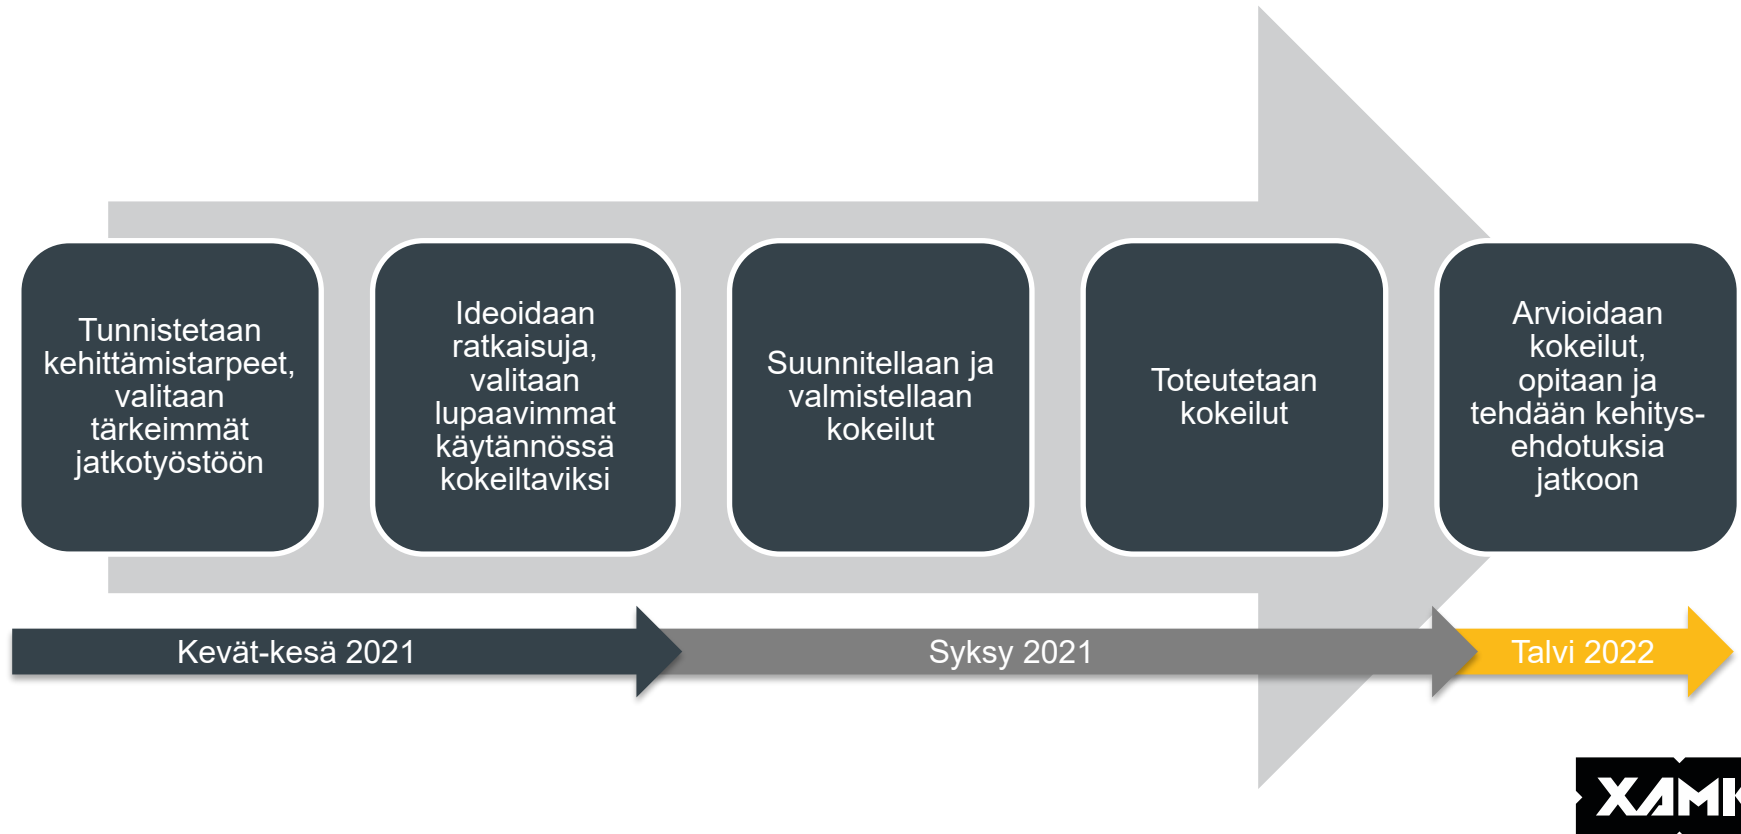 Tunnistetaan
kehittämistarpeet,
valitaan
tärkeimmät
jatkotyöstöön
Ideoidaan
ratkaisuja,
valitaan
lupaavimmat
käytännössä
kokeiltaviksi
Suunnitellaan ja
valmistellaan
kokeilut
Toteutetaan
kokeilut
Arvioidaan
kokeilut,
opitaan ja
tehdään kehitys-
ehdotuksia
jatkoon
Kevät-kesä 2021
Syksy 2021
Talvi 2022
XAMK